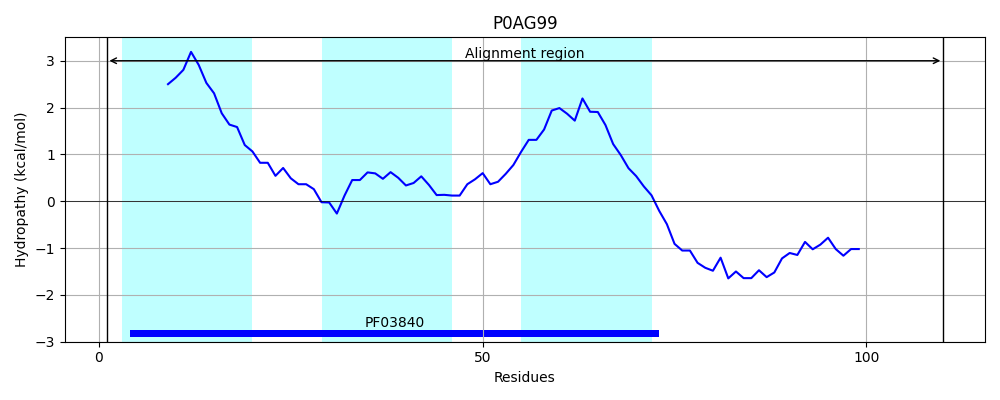 P0AG99
Alignment region
3
2
1
0
−1
−2
−3
Hydropathy (kcal/mol)
PF03840
0
50
100
Residues